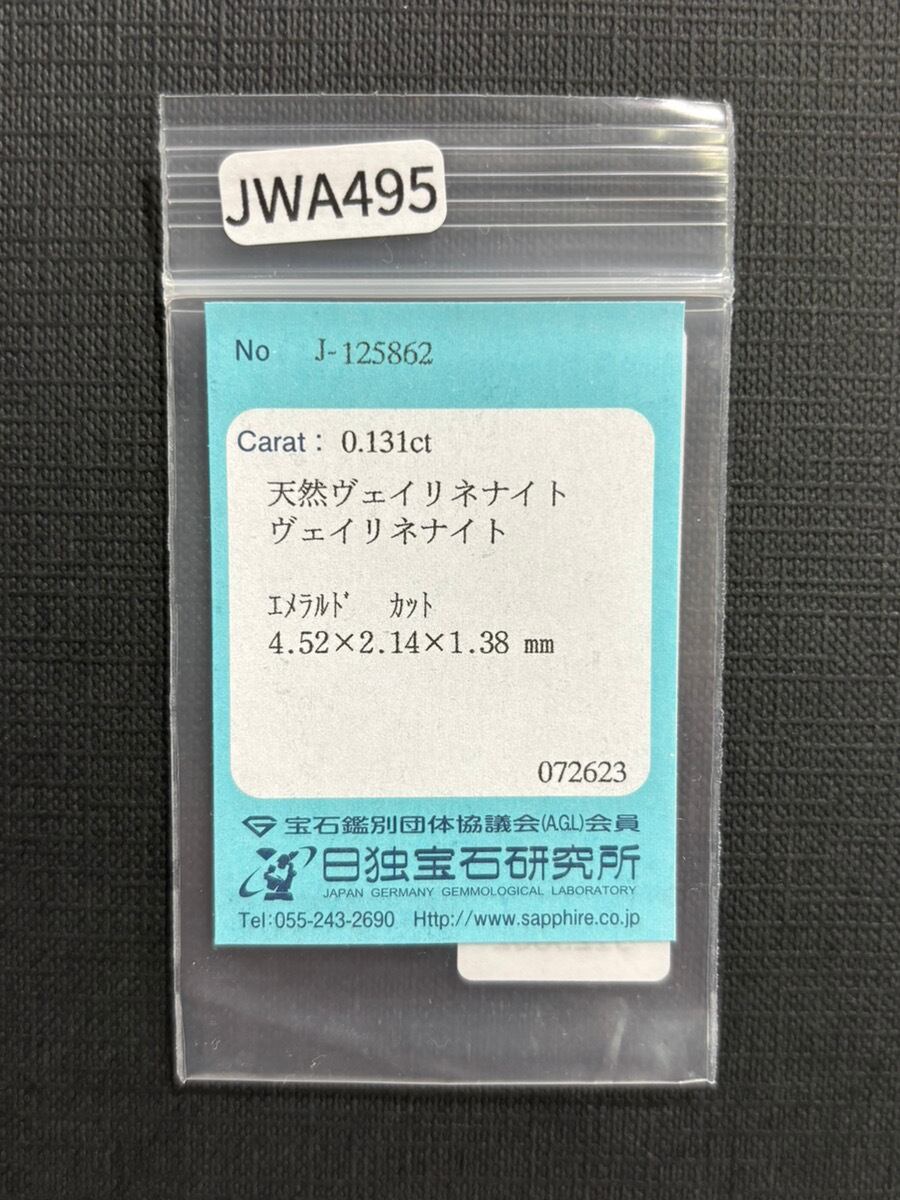 JWA495
No J-125862
Carat： 0.131ct
天然ヴェイリネナイト
ヴェイリネナイト
ｴﾒﾗﾙﾄﾞ ｶｯﾄ
4.52×2.14×1.38 mm
072623
宝石鑑別団体協議会(A.G.L)会員
日独宝石研究所
JAPAN GERMANY GEMMOLOGICAL LABORATORY
Tel:055-243-2690 Http://www.sapphire.co.jp